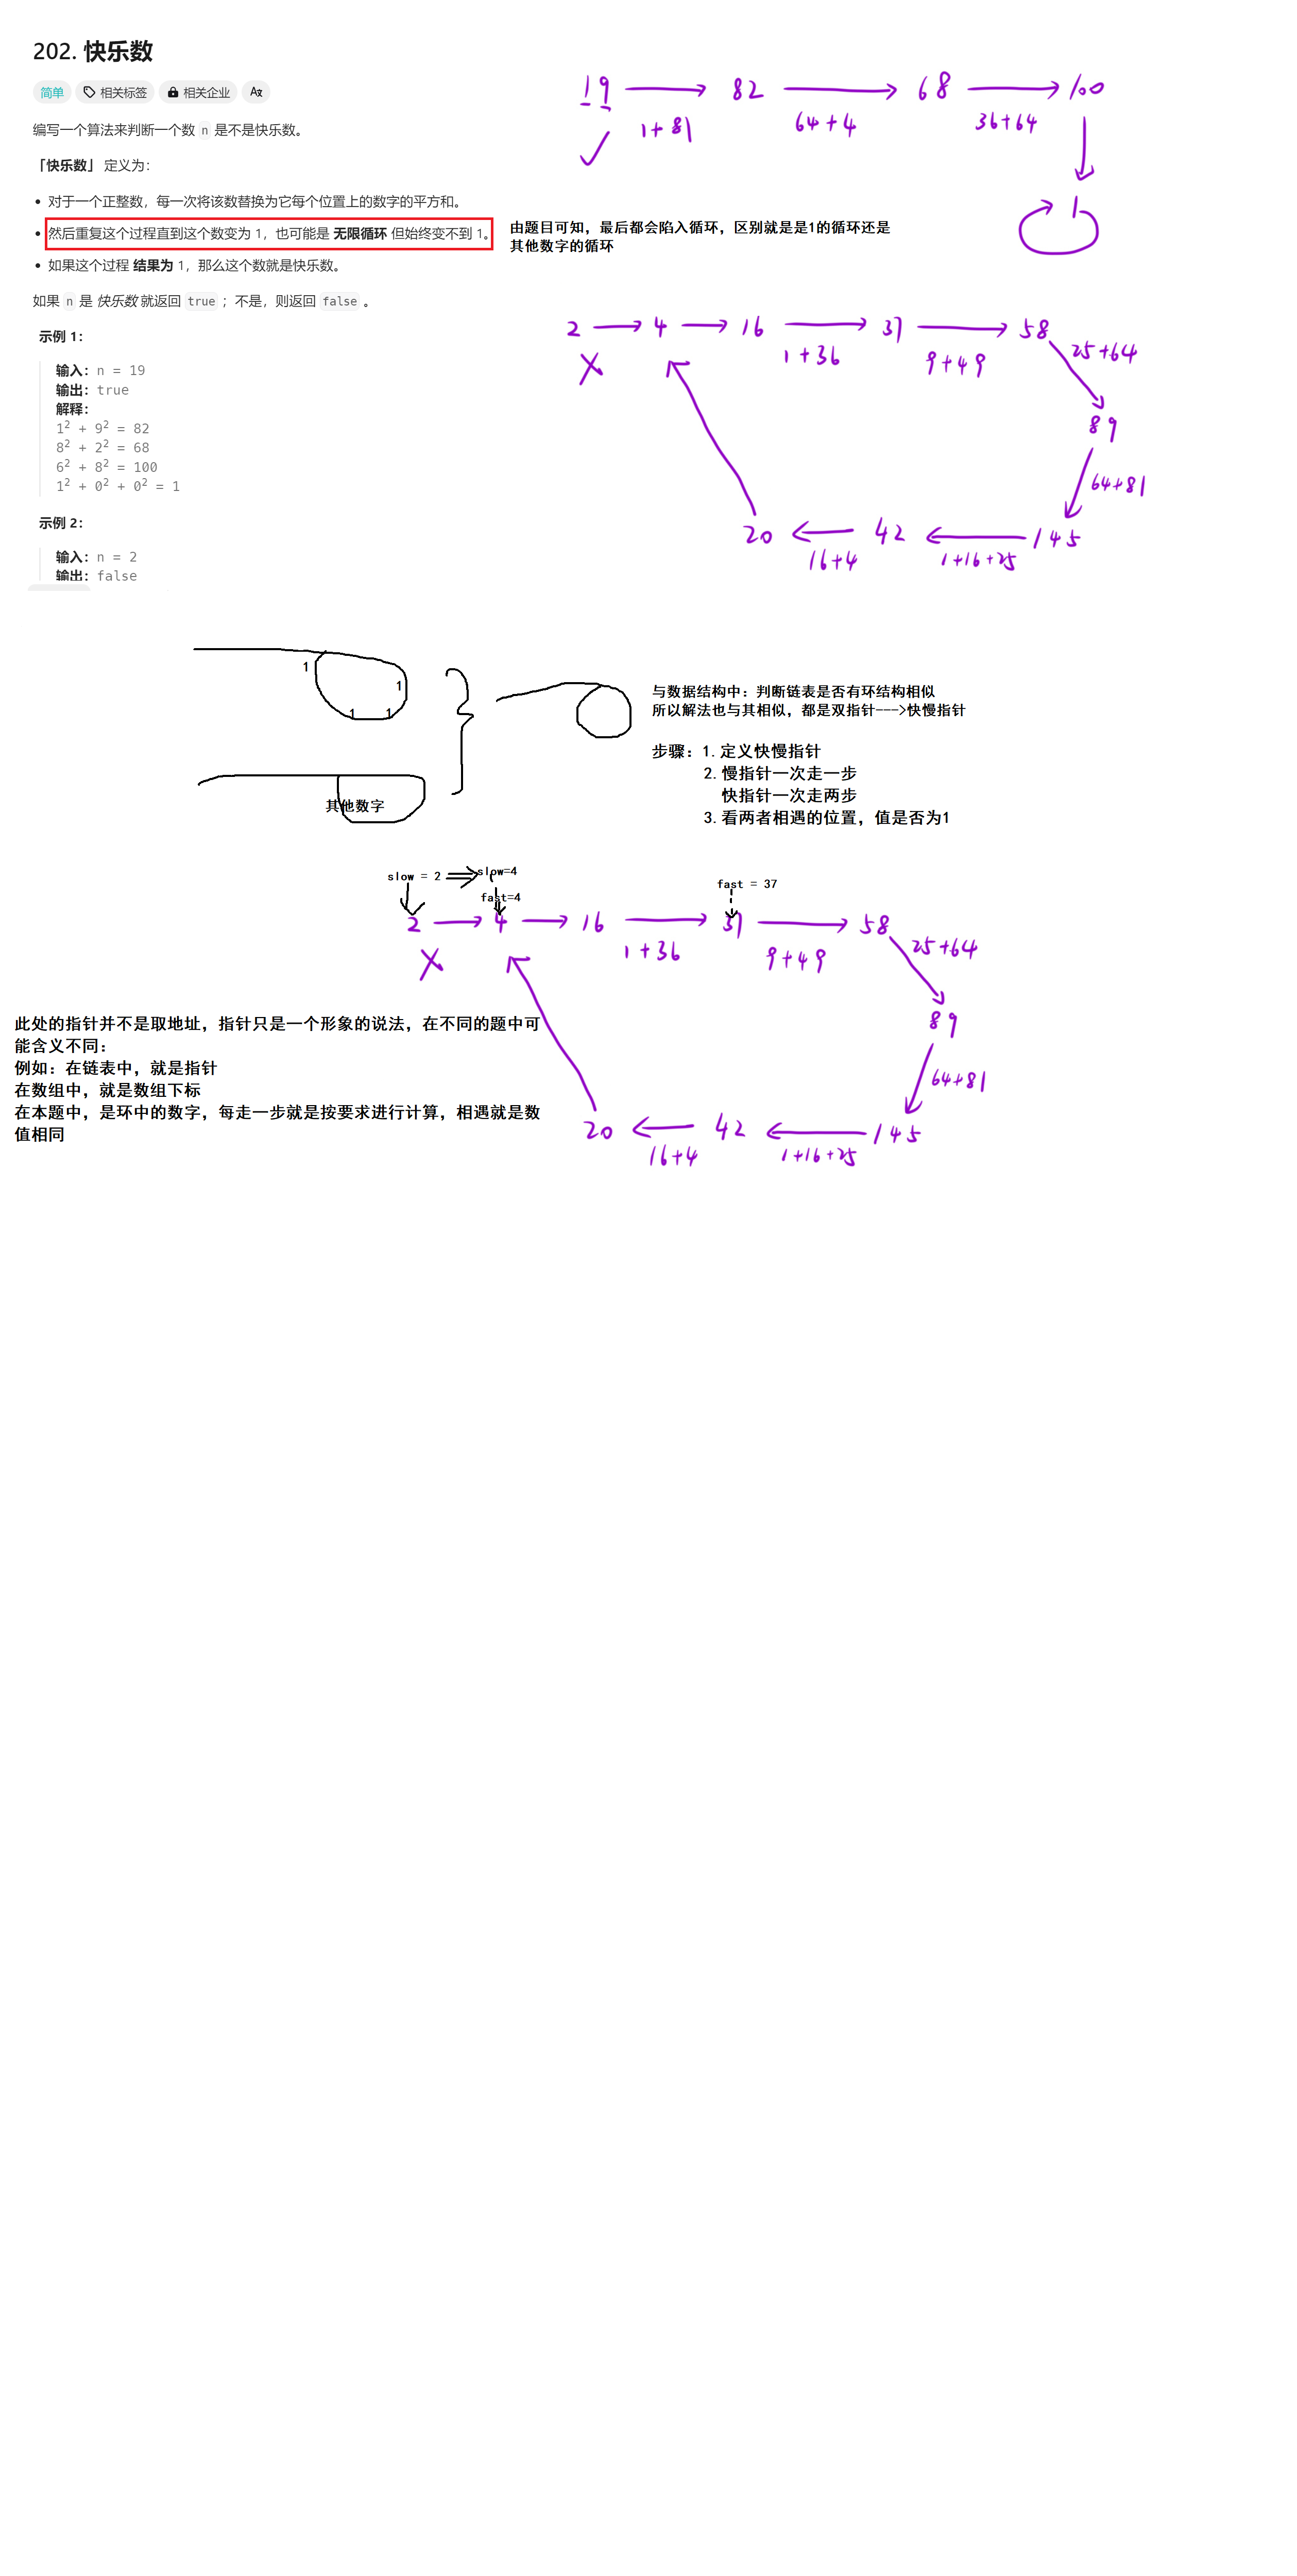 202. 快乐数
简单 相关标签 相关企业 Ax
编写一个算法来判断一个数 n 是不是快乐数。
「快乐数」 定义为：
• 对于一个正整数，每一次将该数替换为它每个位置上的数字的平方和。
• 然后重复这个过程直到这个数变为 1，也可能是 无限循环 但始终变不到 1。
• 如果这个过程 结果为 1，那么这个数就是快乐数。
如果 n 是 快乐数 就返回 true ；不是，则返回 false 。
示例 1：
输入：n = 19
输出：true
解释：
1² + 9² = 82
8² + 2² = 68
6² + 8² = 100
1² + 0² + 0² = 1
示例 2：
输入：n = 2
输出：false
19 82 68 100
1+81 64+4 36+64
1
由题目可知，最后都会陷入循环，区别就是是1的循环还是
其他数字的循环
2 4 16 37 58
1+36 9+49 25+64
89
64+81
20 42 145
16+4 1+16+25
1
1
1 1
其他数字
与数据结构中：判断链表是否有环结构相似
所以解法也与其相似，都是双指针--->快慢指针
步骤：1.定义快慢指针
2.慢指针一次走一步
快指针一次走两步
3.看两者相遇的位置，值是否为1
slow = 2 slow=4
fast=4
fast = 37
2 4 16 37 58
1+36 9+49 25+64
89
64+81
20 42 145
16+4 1+16+25
此处的指针并不是取地址，指针只是一个形象的说法，在不同的题中可
能含义不同：
例如：在链表中，就是指针
在数组中，就是数组下标
在本题中，是环中的数字，每走一步就是按要求进行计算，相遇就是数
值相同